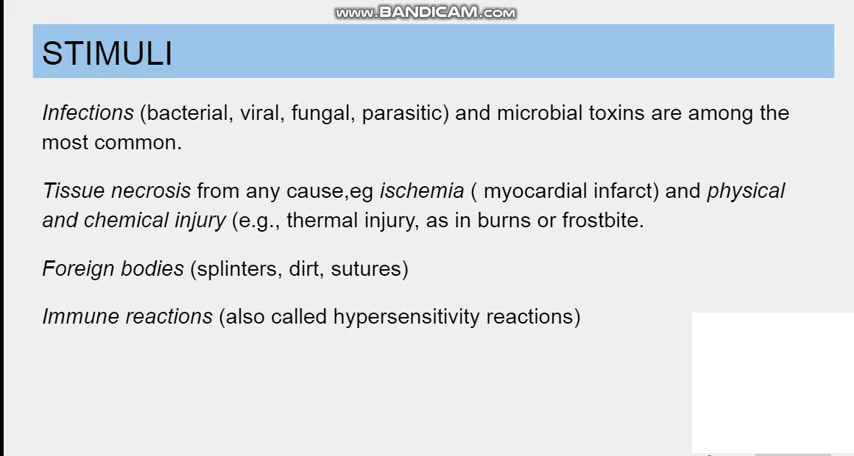 www.BANDICAM.com
STIMULI
Infections (bacterial, viral, fungal, parasitic) and microbial toxins are among the
most common.
Tissue necrosis from any cause,eg ischemia ( myocardial infarct) and physical
and chemical injury (e.g., thermal injury, as in burns or frostbite.
Foreign bodies (splinters, dirt, sutures)
Immune reactions (also called hypersensitivity reactions)